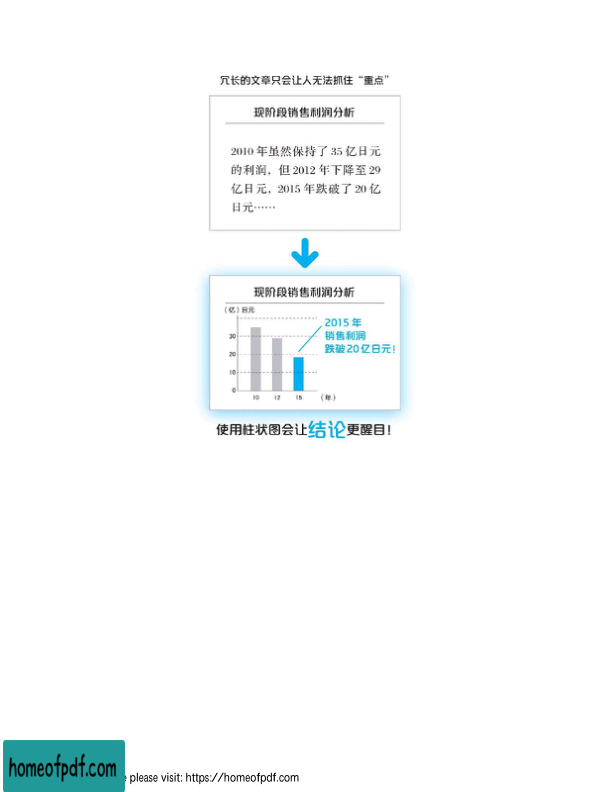 冗长的文章只会让人无法抓住“重点”
现阶段销售利润分析
2010 年虽然保持了 35 亿日元
的利润，但 2012 年下降至 29
亿日元，2015 年跌破了 20 亿
日元……
现阶段销售利润分析
（亿）日元
30
20
10
0
10 12 15 （年）
2015 年
销售利润
跌破20亿日元！
使用柱状图会让结论更醒目！
homeofpdf.com
please visit: https://homeofpdf.com